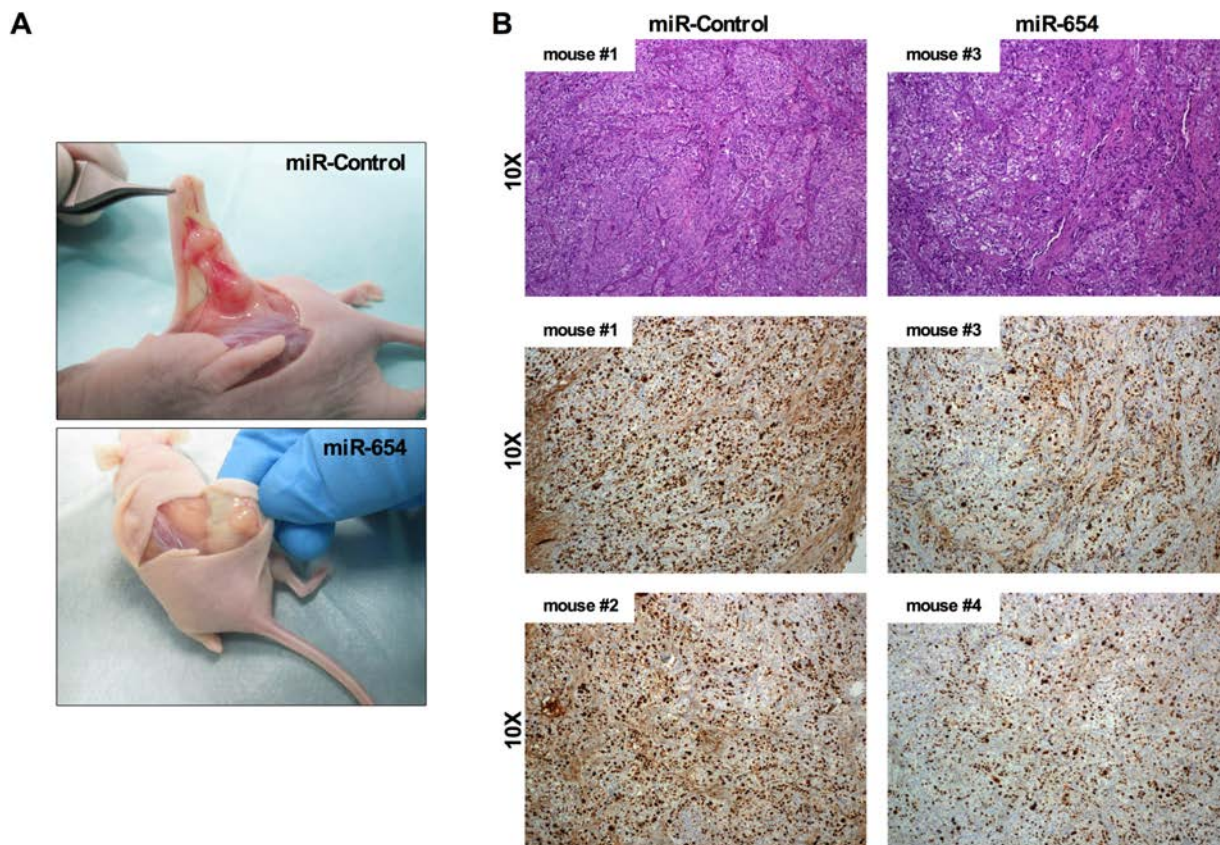 A
miR-Control
miR-654
B
miR-Control
miR-654
10X
mouse #1
mouse #3
10X
mouse #1
mouse #3
10X
mouse #2
mouse #4